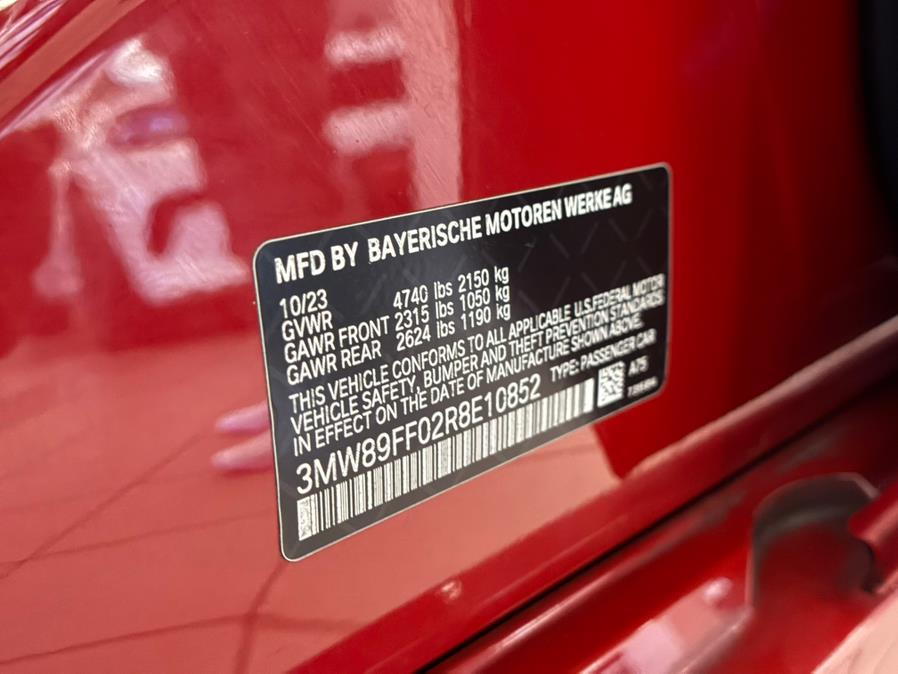 MFD BY BAYERISCHE MOTOREN WERKE AG
10/23
GVWR 4740 lbs 2150 kg
GAWR FRONT 2315 lbs 1050 kg
GAWR REAR 2624 lbs 1190 kg
THIS VEHICLE CONFORMS TO ALL APPLICABLE U.S.FEDERAL MOTOR
VEHICLE SAFETY, BUMPER AND THEFT PREVENTION STANDARDS
IN EFFECT ON THE DATE OF MANUFACTURE SHOWN ABOVE.
3MW89FF02R8E10852
TYPE: PASSENGER CAR
A75